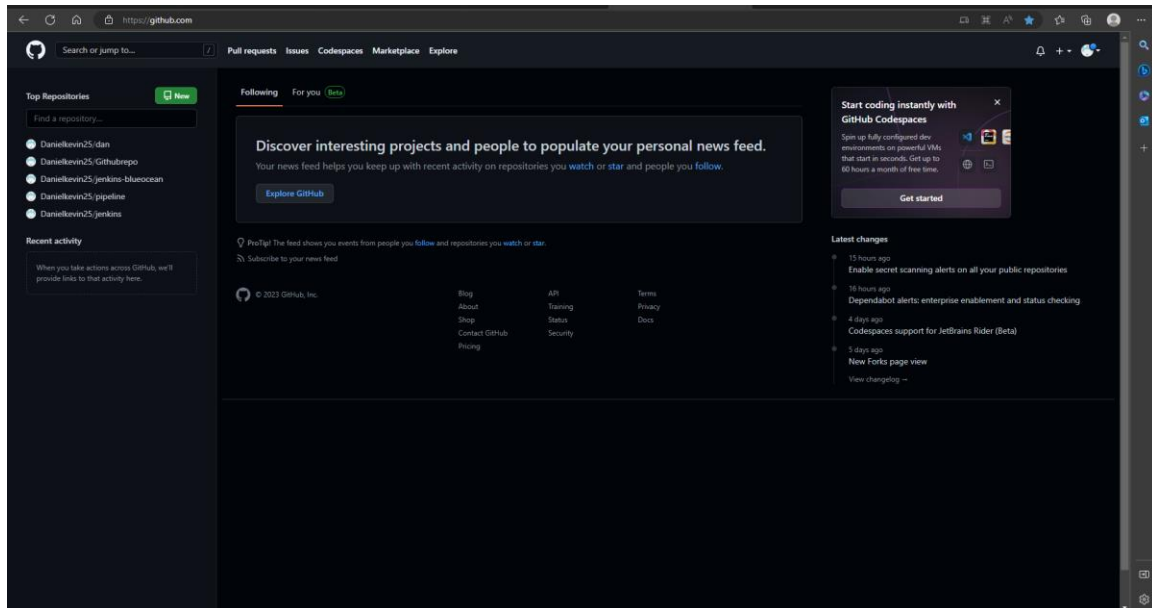 https://github.com
Search or jump to...
/
Pull requests Issues Codespaces Marketplace Explore
Top Repositories
New
Find a repository...
Danielkevin25/dan
Danielkevin25/Githubrepo
Danielkevin25/jenkins-blueocean
Danielkevin25/pipeline
Danielkevin25/jenkins
Recent activity
When you take actions across GitHub, we'll
provide links to that activity here.
Following For you Beta
Discover interesting projects and people to populate your personal news feed.
Your news feed helps you keep up with recent activity on repositories you watch or star and people you follow.
Explore GitHub
ProTip! The feed shows you events from people you follow and repositories you watch or star.
Subscribe to your news feed
© 2023 GitHub, Inc.
Blog
About
Shop
Contact GitHub
Pricing
API
Training
Status
Security
Terms
Privacy
Docs
Start coding instantly with
GitHub Codespaces
Spin up fully configured dev
environments on powerful VMs
that start in seconds. Get up to
60 hours a month of free time.
Get started
Latest changes
15 hours ago
Enable secret scanning alerts on all your public repositories
16 hours ago
Dependabot alerts: enterprise enablement and status checking
4 days ago
Codespaces support for JetBrains Rider (Beta)
5 days ago
New Forks page view
View changelog →